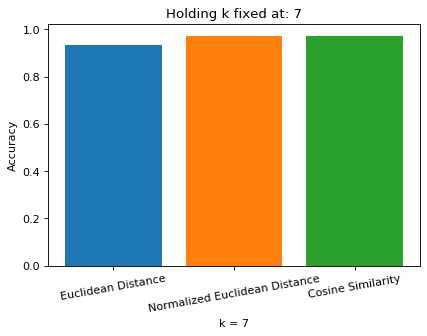 Holding k fixed at: 7
Accuracy
1.0
0.8
0.6
0.4
0.2
0.0
Euclidean Distance
Normalized Euclidean Distance
Cosine Similarity
k = 7